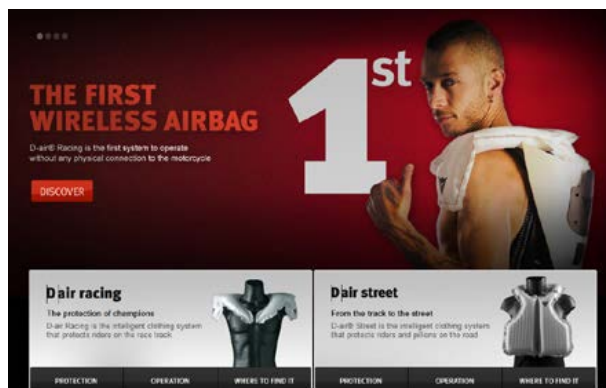 1st
THE FIRST
WIRELESS AIRBAG
D-air® Racing is the first system to operate
without any physical connection to the motorcycle
DISCOVER
D|air racing
The protection of champions
D-air Racing is the intelligent clothing system
that protects riders on the race track
PROTECTION
OPERATION
WHERE TO FIND IT
D|air street
From the track to the street
D-air® Street is the intelligent clothing system
that protects riders and pilions on the road
PROTECTION
OPERATION
WHERE TO FIND IT